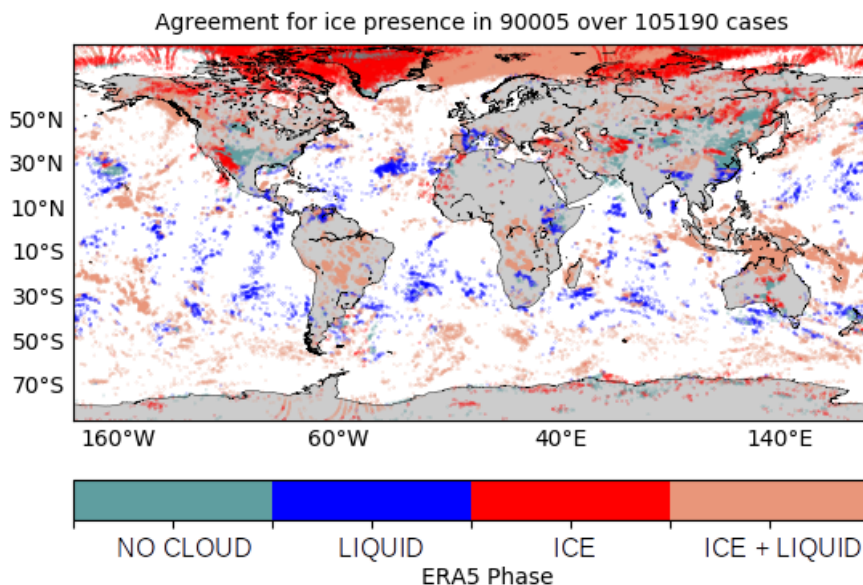 Agreement for ice presence in 90005 over 105190 cases
50°N
30°N
10°N
10°S
30°S
50°S
70°S
160°W 60°W 40°E 140°E
NO CLOUD LIQUID ICE ICE + LIQUID
ERA5 Phase